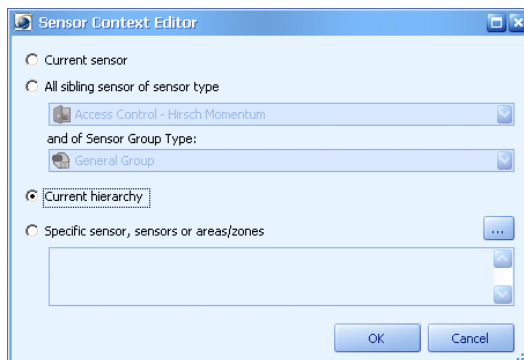 Sensor Context Editor
Current sensor
All sibling sensor of sensor type
Access Control - Hirsch Momentum
and of Sensor Group Type:
General Group
Current hierarchy
Specific sensor, sensors or areas/zones
...
OK Cancel